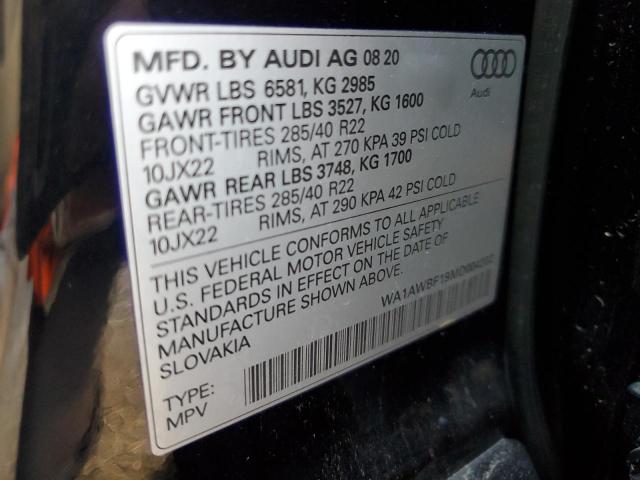 MFD. BY AUDI AG 08 20
Audi
GVWR LBS 6581, KG 2985
GAWR FRONT LBS 3527, KG 1600
FRONT-TIRES 285/40 R22
10JX22 RIMS, AT 270 KPA 39 PSI COLD
GAWR REAR LBS 3748, KG 1700
REAR-TIRES 285/40 R22
10JX22 RIMS, AT 290 KPA 42 PSI COLD
THIS VEHICLE CONFORMS TO ALL APPLICABLE
U.S. FEDERAL MOTOR VEHICLE SAFETY
STANDARDS IN EFFECT ON THE DATE OF
MANUFACTURE SHOWN ABOVE.
SLOVAKIA
TYPE:
MPV